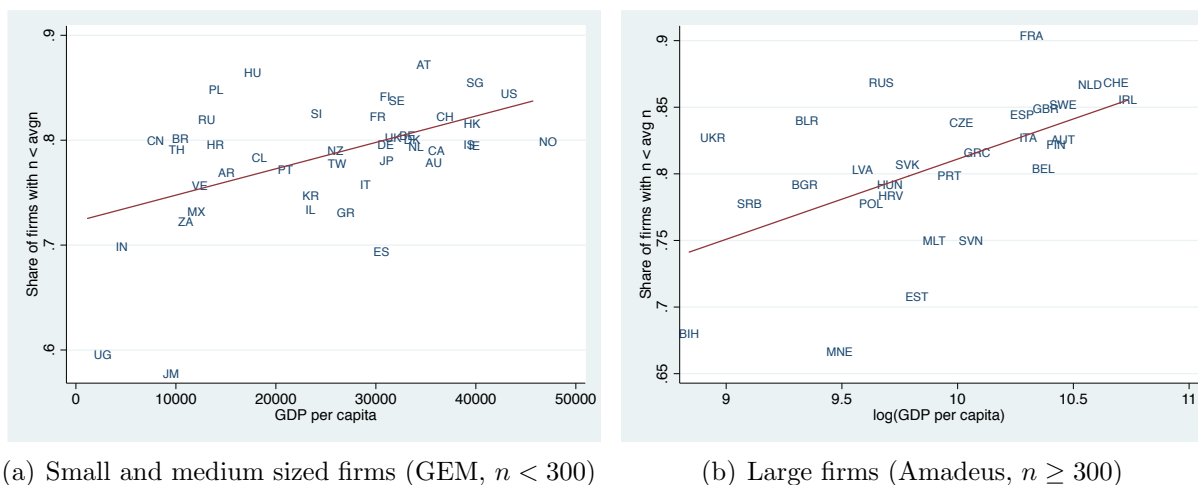 .9
.8
.7
.6
Share of firms with n < avgn
AT
HU
SG
PL
US
FI
DE
SI
RU
FR
CH
HK
BR
CN
TH
HR
UK
NL
DE
IS
IE
NO
NZ
CA
CL
TW
JP
AU
AR
PT
VE
IT
KR
MX
IL
GR
ZA
IN
ES
UG
JM
0 10000 20000 30000 40000 50000
GDP per capita
(a) Small and medium sized firms (GEM, n < 300)
.9
.85
.8
.75
.7
.65
Share of firms with n < avg n
FRA
RUS
NLD CHE
IRL
SWE
GBR
ESP
BLR
CZE
UKR
ITA
AUT
FIN
GRC
SVK
LVA
BEL
PRT
BGR
HUN
HRV
SRB
POL
MLT
SVN
EST
BIH
MNE
9 9.5 10 10.5 11
log(GDP per capita)
(b) Large firms (Amadeus, n ≥ 300)